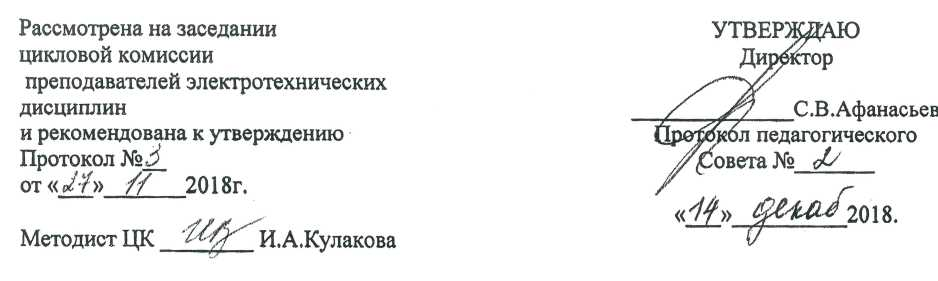 Рассмотрена на заседании
цикловой комиссии
преподавателей электротехнических
дисциплин
и рекомендована к утверждению
Протокол №3
от «27» 11 2018г.
Методист ЦК И.А.Кулакова
УТВЕРЖДАЮ
Директор
С.В.Афанасьев
Протокол педагогического
Совета № 2
«14» декаб 2018.